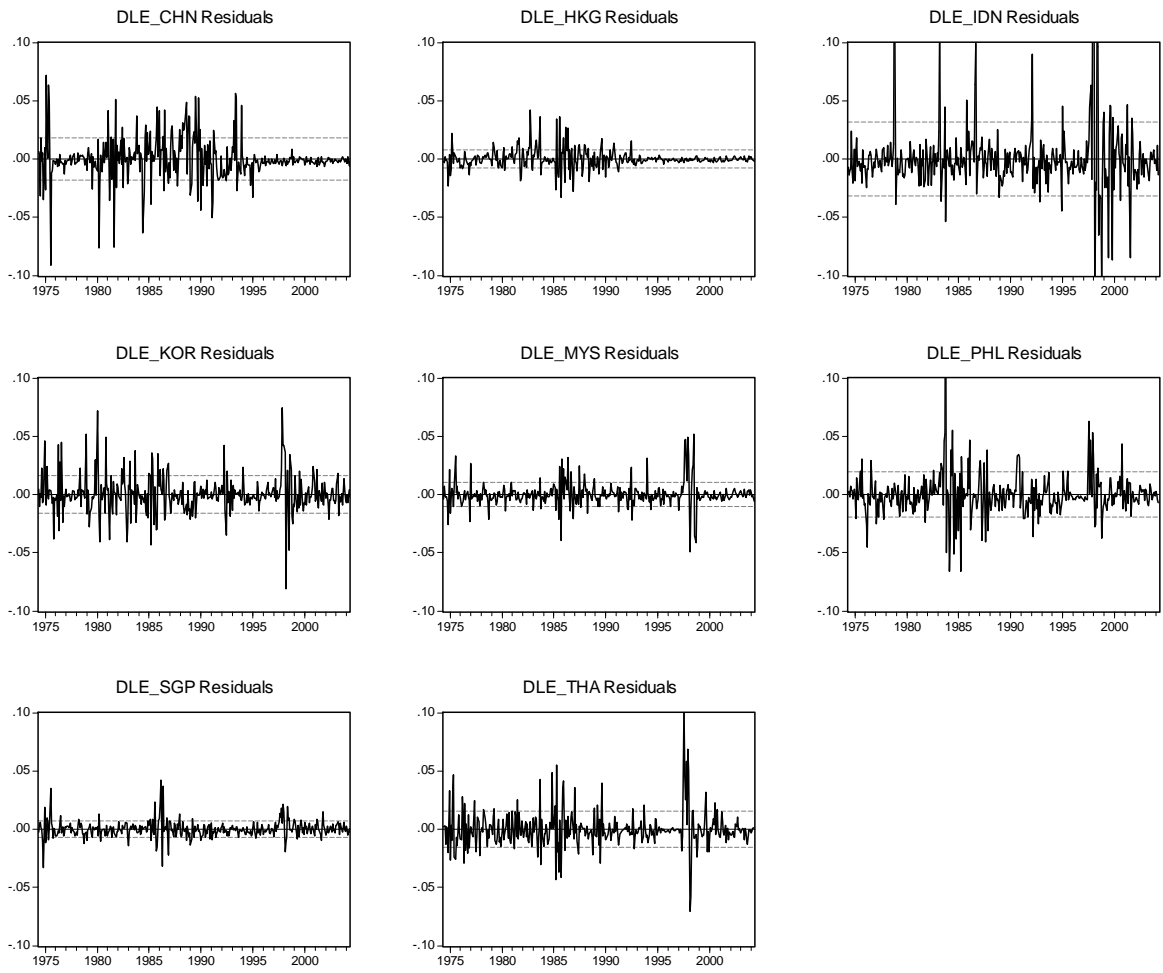 DLE_CHN Residuals
.10
.05
.00
-.05
-.10
1975 1980 1985 1990 1995 2000
DLE_HKG Residuals
.10
.05
.00
-.05
-.10
1975 1980 1985 1990 1995 2000
DLE_IDN Residuals
.10
.05
.00
-.05
-.10
1975 1980 1985 1990 1995 2000
DLE_KOR Residuals
.10
.05
.00
-.05
-.10
1975 1980 1985 1990 1995 2000
DLE_MYS Residuals
.10
.05
.00
-.05
-.10
1975 1980 1985 1990 1995 2000
DLE_PHL Residuals
.10
.05
.00
-.05
-.10
1975 1980 1985 1990 1995 2000
DLE_SGP Residuals
.10
.05
.00
-.05
-.10
1975 1980 1985 1990 1995 2000
DLE_THA Residuals
.10
.05
.00
-.05
-.10
1975 1980 1985 1990 1995 2000